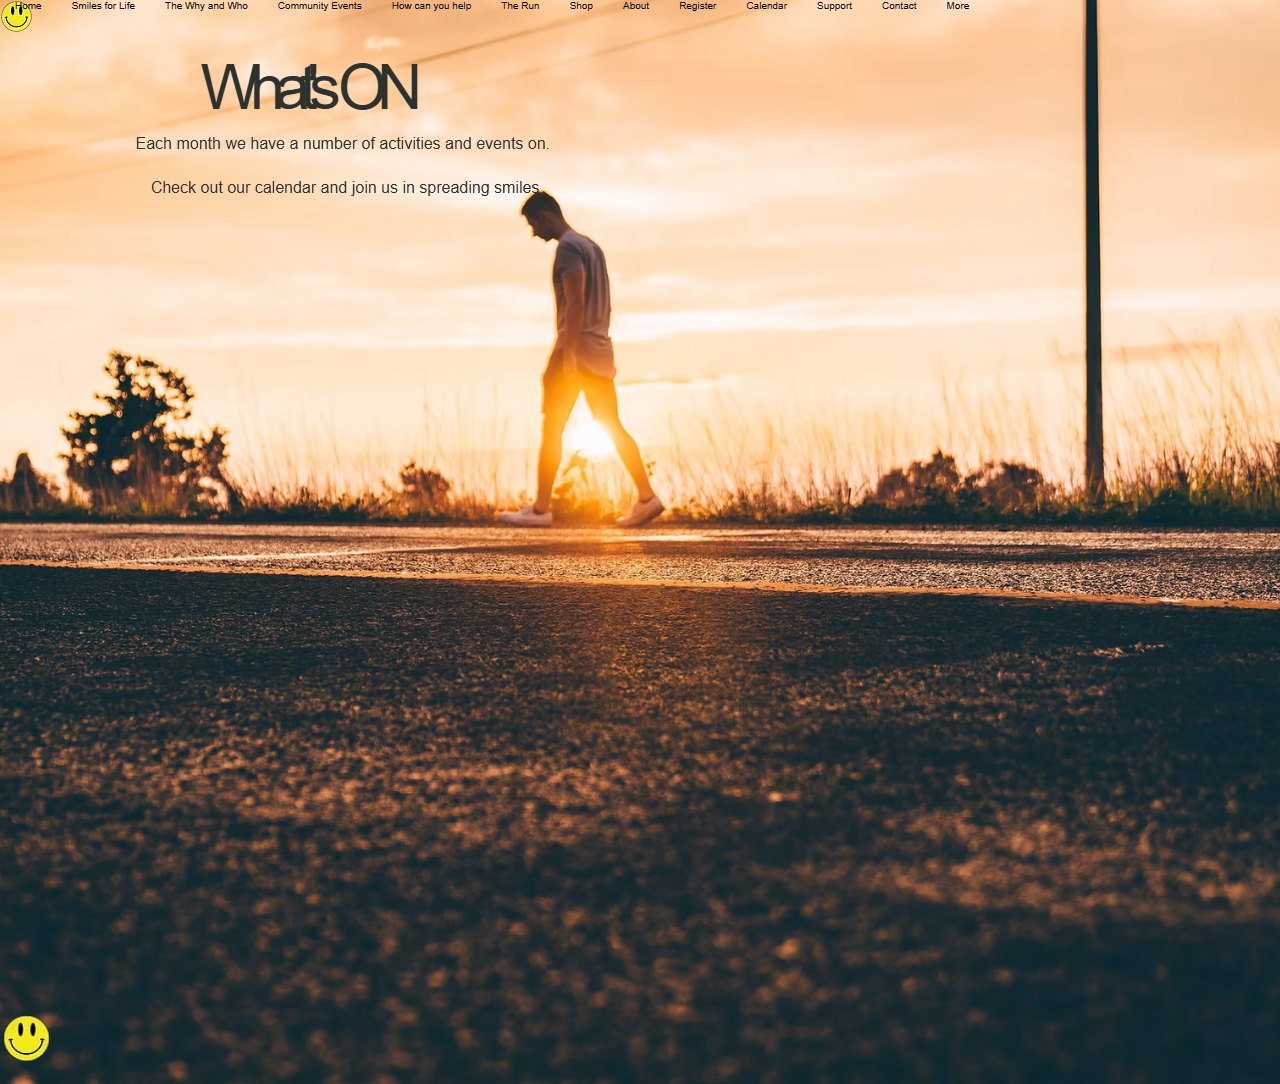 Home Smiles for Life The Why and Who Community Events How can you help The Run Shop About Register Calendar Support Contact More
What's ON
Each month we have a number of activities and events on.
Check out our calendar and join us in spreading smiles.